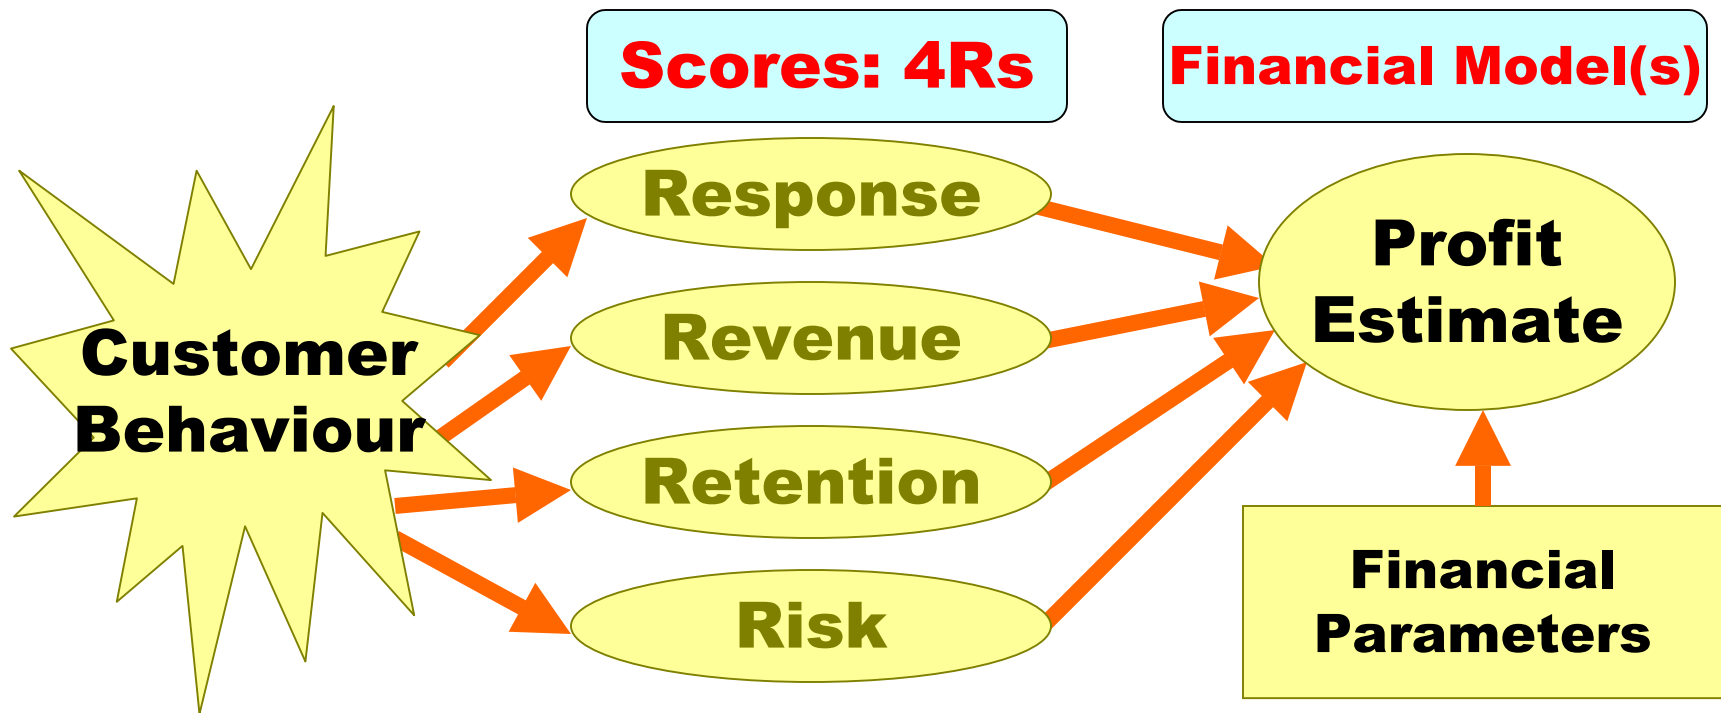 Scores: 4Rs
Financial Model(s)
Customer
Behaviour
Response
Revenue
Retention
Risk
Profit
Estimate
Financial
Parameters